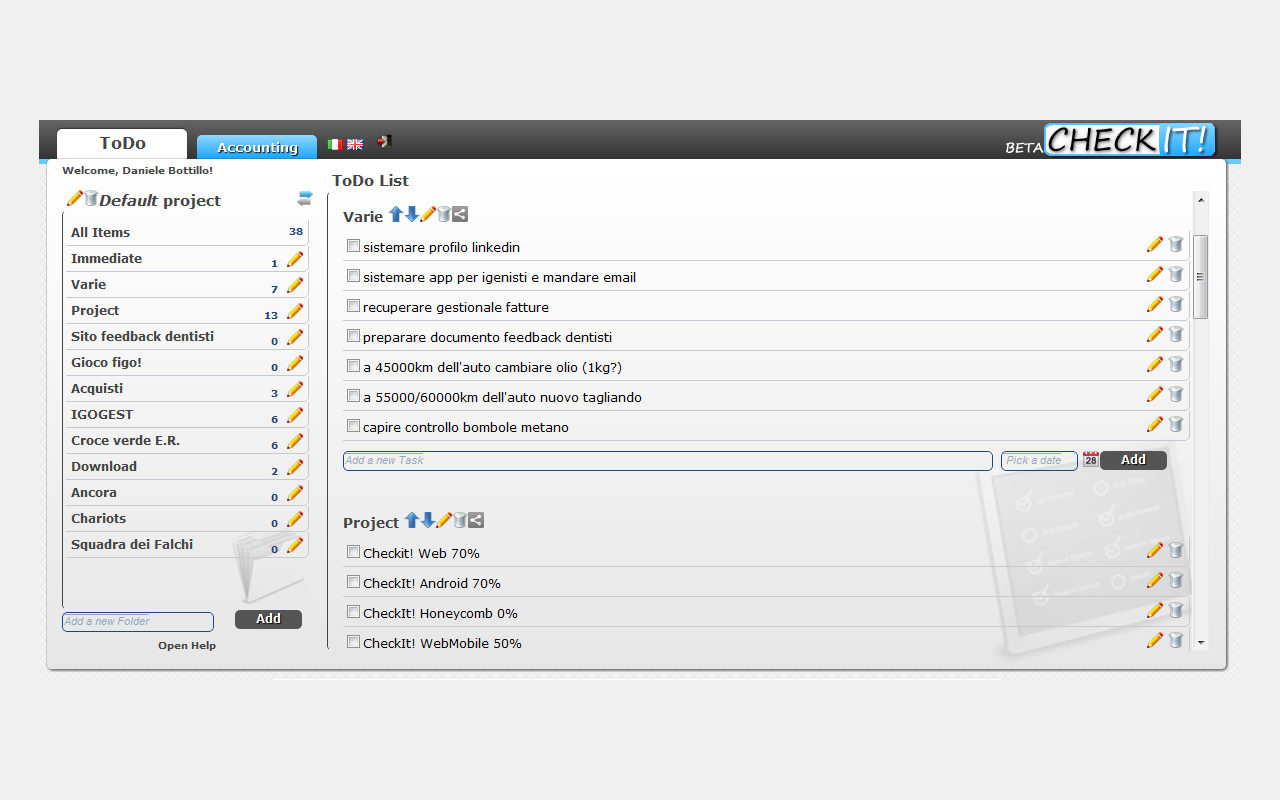 ToDo
Accounting
BETA CHECKIT!
Welcome, Daniele Bottillo!
Default project
All Items 38
Immediate 1
Varie 7
Project 13
Sito feedback dentisti 0
Gioco figo! 0
Acquisti 3
IGOGEST 6
Croce verde E.R. 6
Download 2
Ancora 0
Chariots 0
Squadra dei Falchi 0
Add a new Folder
Add
Open Help
ToDo List
Varie
sistemare profilo linkedin
sistemare app per igenisti e mandare email
recuperare gestionale fatture
preparare documento feedback dentisti
a 45000km dell'auto cambiare olio (1kg?)
a 55000/60000km dell'auto nuovo tagliando
capire controllo bombole metano
Add a new Task
Pick a date
28
Add
Project
Checkit! Web 70%
CheckIt! Android 70%
CheckIt! Honeycomb 0%
CheckIt! WebMobile 50%